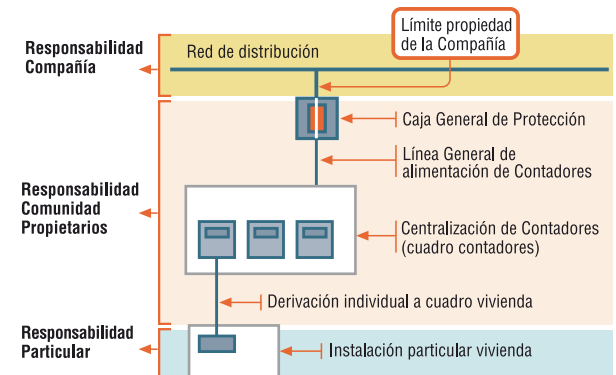 Límite propiedad
de la Compañía
Responsabilidad
Compañía
Red de distribución
Caja General de Protección
Línea General de
alimentación de Contadores
Responsabilidad
Comunidad
Propietarios
Centralización de Contadores
(cuadro contadores)
Derivación individual a cuadro vivienda
Responsabilidad
Particular
Instalación particular vivienda